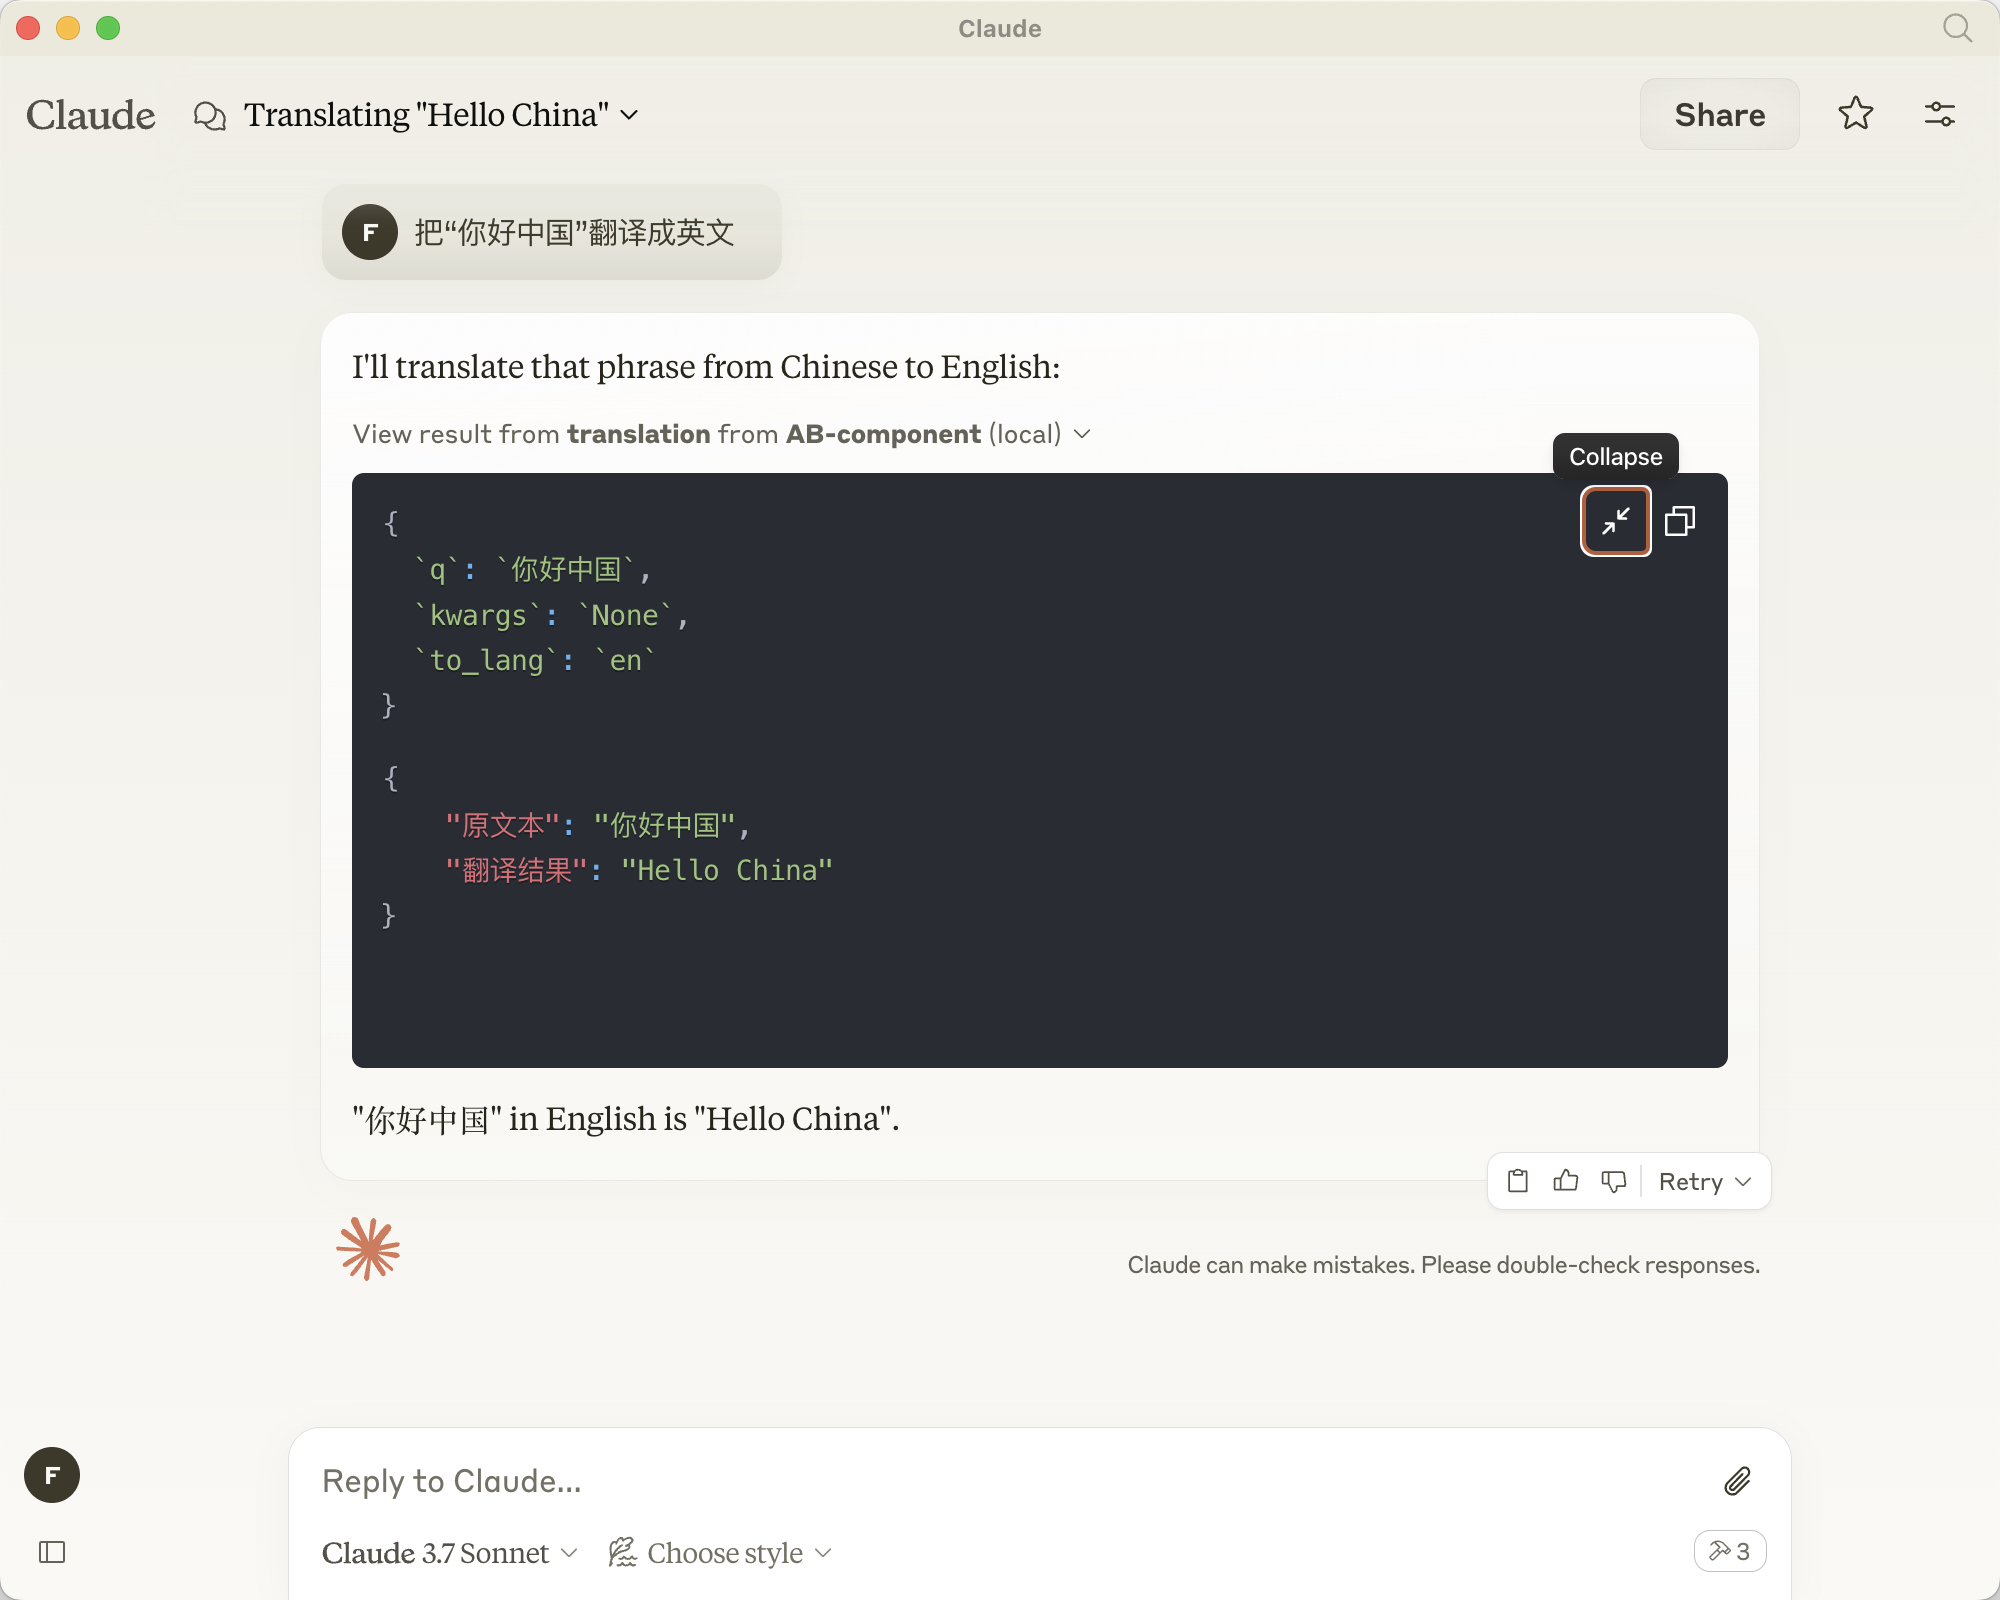 Claude
Claude
Translating "Hello China"
Share
F
把“你好中国”翻译成英文
I'll translate that phrase from Chinese to English:
View result from translation from AB-component (local)
Collapse
{
`q`: `你好中国`,
`kwargs`: `None`,
`to_lang`: `en`
}
{
"原文本": "你好中国",
"翻译结果": "Hello China"
}
"你好中国" in English is "Hello China".
Retry
Claude can make mistakes. Please double-check responses.
F
Reply to Claude...
Claude 3.7 Sonnet
Choose style
3